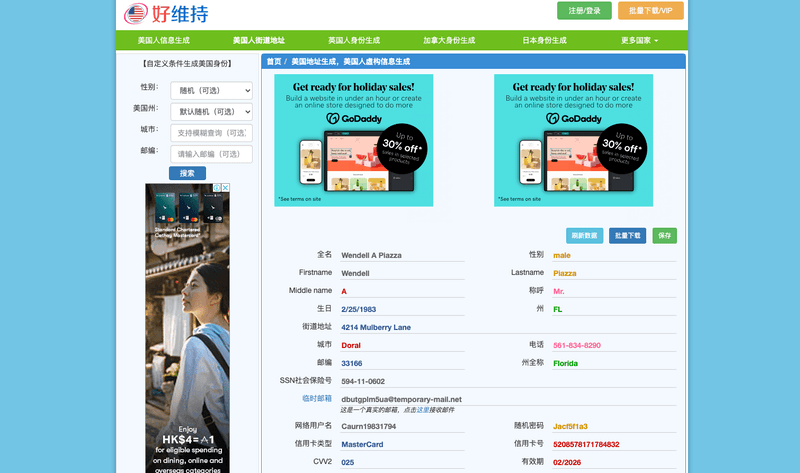 好维持
注册/登录
批量下载/VIP
美国人信息生成
美国人街道地址
英国人身份生成
加拿大身份生成
日本身份生成
更多国家
【自定义条件生成美国身份】
性别:
随机（可选）
美国州:
默认随机（可选）
城市:
支持模糊查询（可选）
邮编:
请输入邮编（可选）
搜索
Standard Chartered
Cathay Mastercard
Enjoy
HK$4= 1
for eligible spending
on dining, online and
overseas categories
首页 / 美国地址生成，美国人虚构信息生成
Get ready for holiday sales!
Build a website in under an hour or create
an online store designed to do more
GoDaddy
Up to
30% off*
sales in selected
products
*See terms on site
Get ready for holiday sales!
Build a website in under an hour or create
an online store designed to do more
GoDaddy
Up to
30% off*
sales in selected
products
*See terms on site
刷新数据
批量下载
保存
全名 Wendell A Piazza
性别 male
Firstname Wendell
Lastname Piazza
Middle name A
称呼 Mr.
生日 2/25/1983
州 FL
街道地址 4214 Mulberry Lane
城市 Doral
电话 561-834-8290
邮编 33166
州全称 Florida
SSN社会保险号 594-11-0602
临时邮箱 dbutgplm5ua@temporary-mail.net
这是一个真实的邮箱，点击这里接收邮件
网络用户名 Caurn19831794
随机密码 Jacf5f1a3
信用卡类型 MasterCard
信用卡号 5208578171784832
CVV2 025
有效期 02/2026